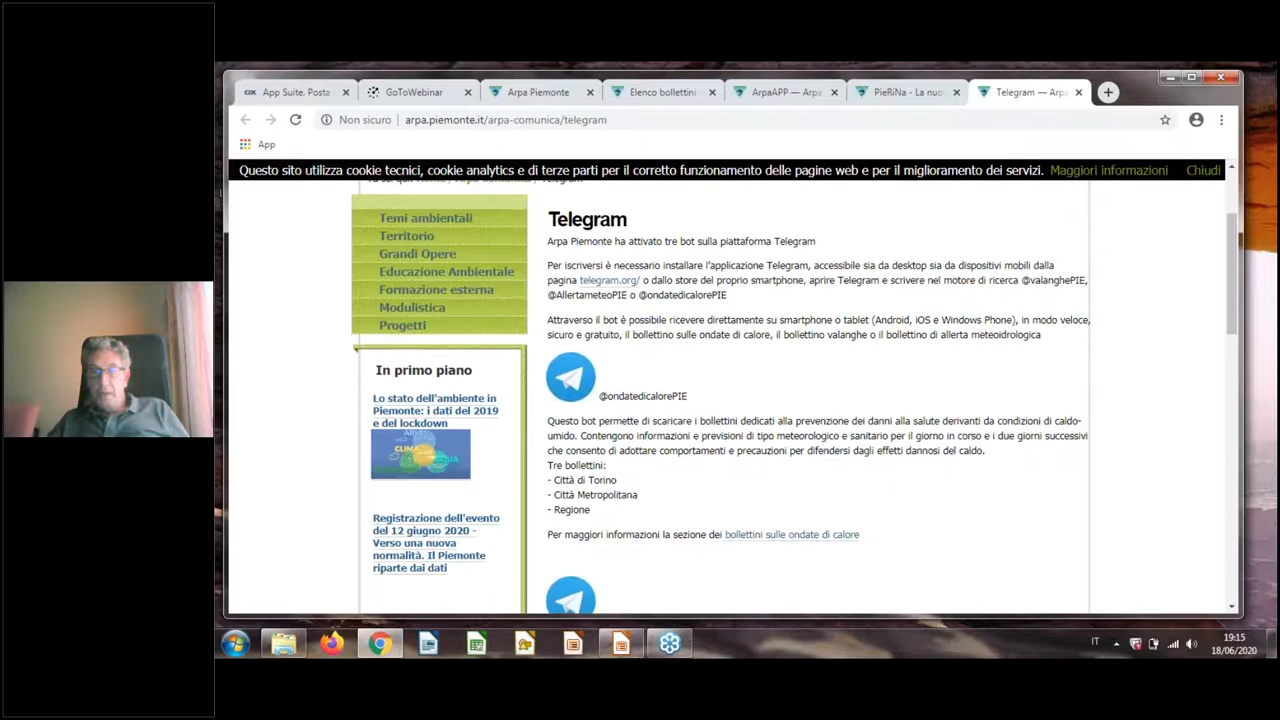 App Suite. Posta
GoToWebinar
Arpa Piemonte
Elenco bollettini
ArpaAPP — Arpa
PieRiNa - La nuo
Telegram — Arpa
Non sicuro
arpa.piemonte.it/arpa-comunica/telegram
App
Questo sito utilizza cookie tecnici, cookie analytics e di terze parti per il corretto funzionamento delle pagine web e per il miglioramento dei servizi. Maggiori informazioni Chiudi
Temi ambientali
Territorio
Grandi Opere
Educazione Ambientale
Formazione esterna
Modulistica
Progetti
In primo piano
Lo stato dell'ambiente in
Piemonte: i dati del 2019
e del lockdown
CLIMA
Registrazione dell'evento
del 12 giugno 2020 -
Verso una nuova
normalità. Il Piemonte
riparte dai dati
Telegram
Arpa Piemonte ha attivato tre bot sulla piattaforma Telegram
Per iscriversi è necessario installare l'applicazione Telegram, accessibile sia da desktop sia da dispositivi mobili dalla
pagina telegram.org/ o dallo store del proprio smartphone, aprire Telegram e scrivere nel motore di ricerca @valanghePIE,
@AllertameteoPIE o @ondatedicalorePIE
Attraverso il bot è possibile ricevere direttamente su smartphone o tablet (Android, iOS e Windows Phone), in modo veloce,
sicuro e gratuito, il bollettino sulle ondate di calore, il bollettino valanghe o il bollettino di allerta meteoidrologica
@ondatedicalorePIE
Questo bot permette di scaricare i bollettini dedicati alla prevenzione dei danni alla salute derivanti da condizioni di caldo-
umido. Contengono informazioni e previsioni di tipo meteorologico e sanitario per il giorno in corso e i due giorni successivi
che consento di adottare comportamenti e precauzioni per difendersi dagli effetti dannosi del caldo.
Tre bollettini:
- Città di Torino
- Città Metropolitana
- Regione
Per maggiori informazioni la sezione dei bollettini sulle ondate di calore
IT
19:15
18/06/2020